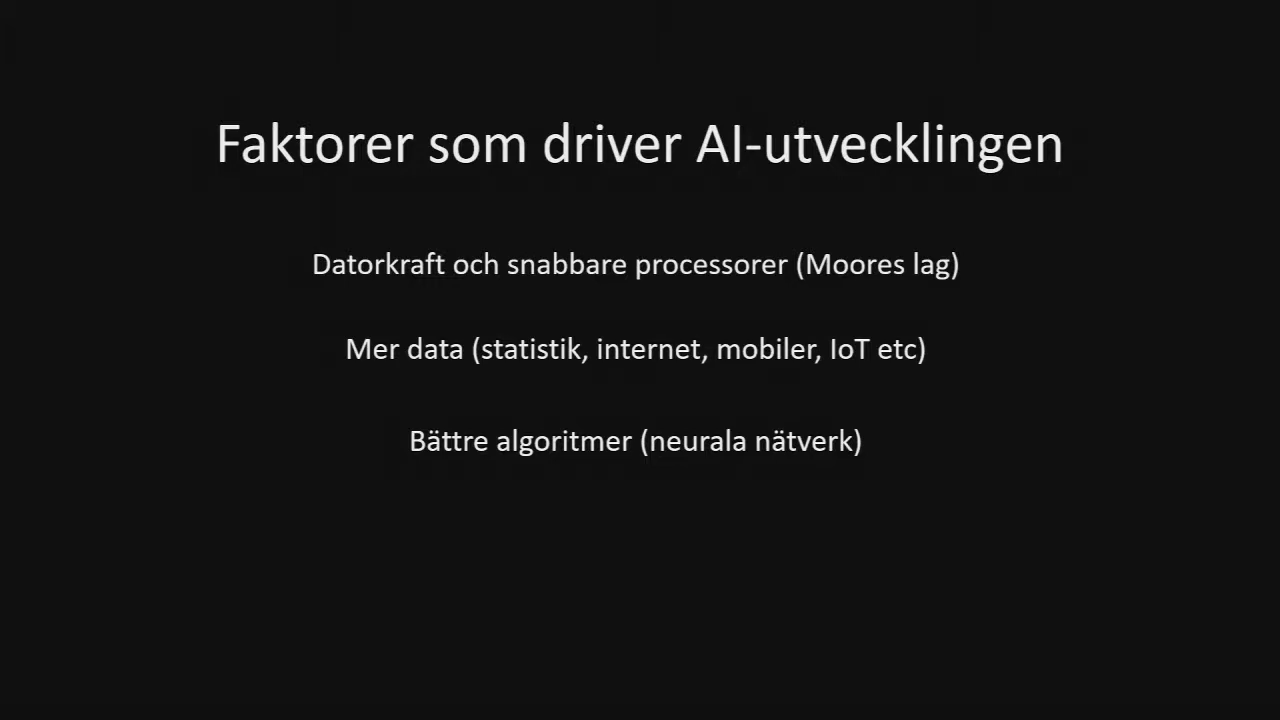 Faktorer som driver AI-utvecklingen
Datorkraft och snabbare processorer (Moores lag)
Mer data (statistik, internet, mobiler, IoT etc)
Bättre algoritmer (neurala nätverk)